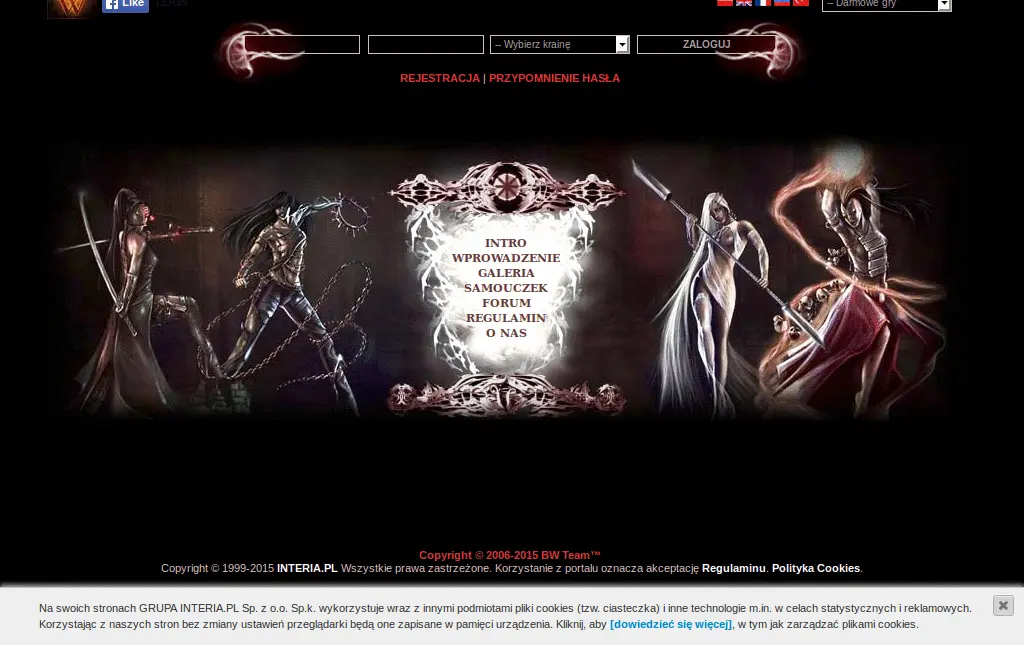 Like 12,838
-- Darmowe gry
-- Wybierz krainę
ZALOGUJ
REJESTRACJA | PRZYPOMNIENIE HASŁA
INTRO
WPROWADZENIE
GALERIA
SAMOUCZEK
FORUM
REGULAMIN
O NAS
Copyright © 2006-2015 BW Team™
Copyright © 1999-2015 INTERIA.PL Wszystkie prawa zastrzeżone. Korzystanie z portalu oznacza akceptację Regulaminu. Polityka Cookies.
Na swoich stronach GRUPA INTERIA.PL Sp. z o.o. Sp.k. wykorzystuje wraz z innymi podmiotami pliki cookies (tzw. ciasteczka) i inne technologie m.in. w celach statystycznych i reklamowych.
Korzystając z naszych stron bez zmiany ustawień przeglądarki będą one zapisane w pamięci urządzenia. Kliknij, aby [dowiedzieć się więcej], w tym jak zarządzać plikami cookies.